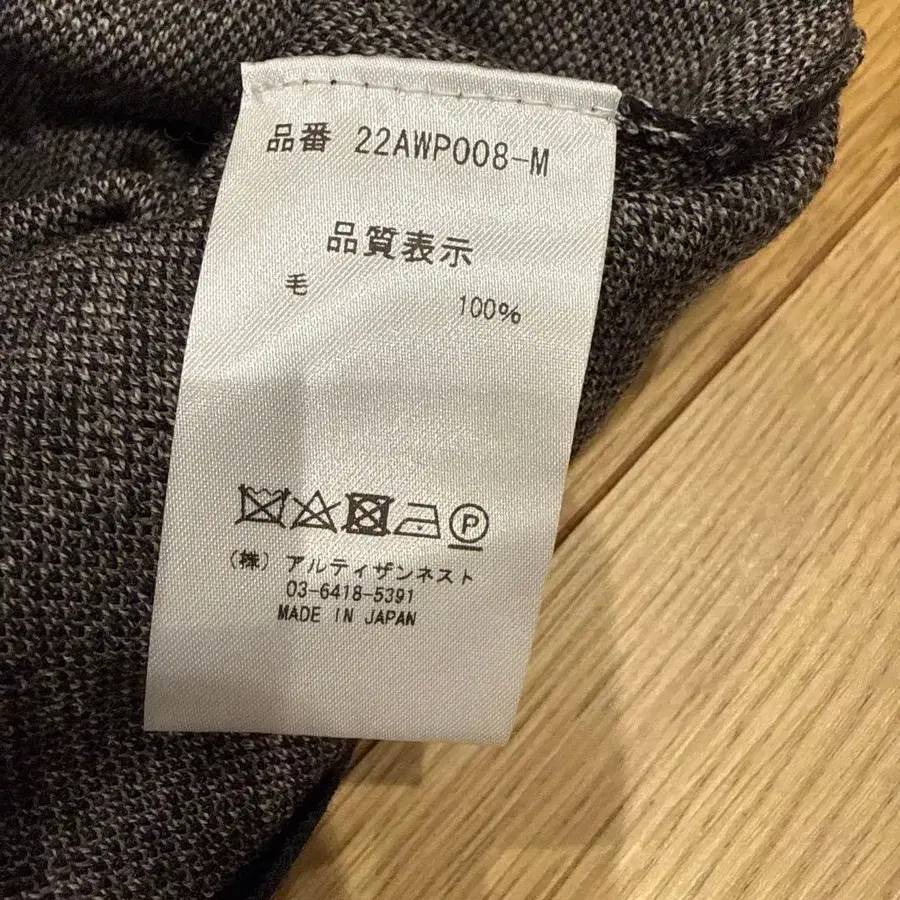 品番 22AWP008-M
品質表示
毛 100%
P
(株) アルティザンネスト
03-6418-5391
MADE IN JAPAN